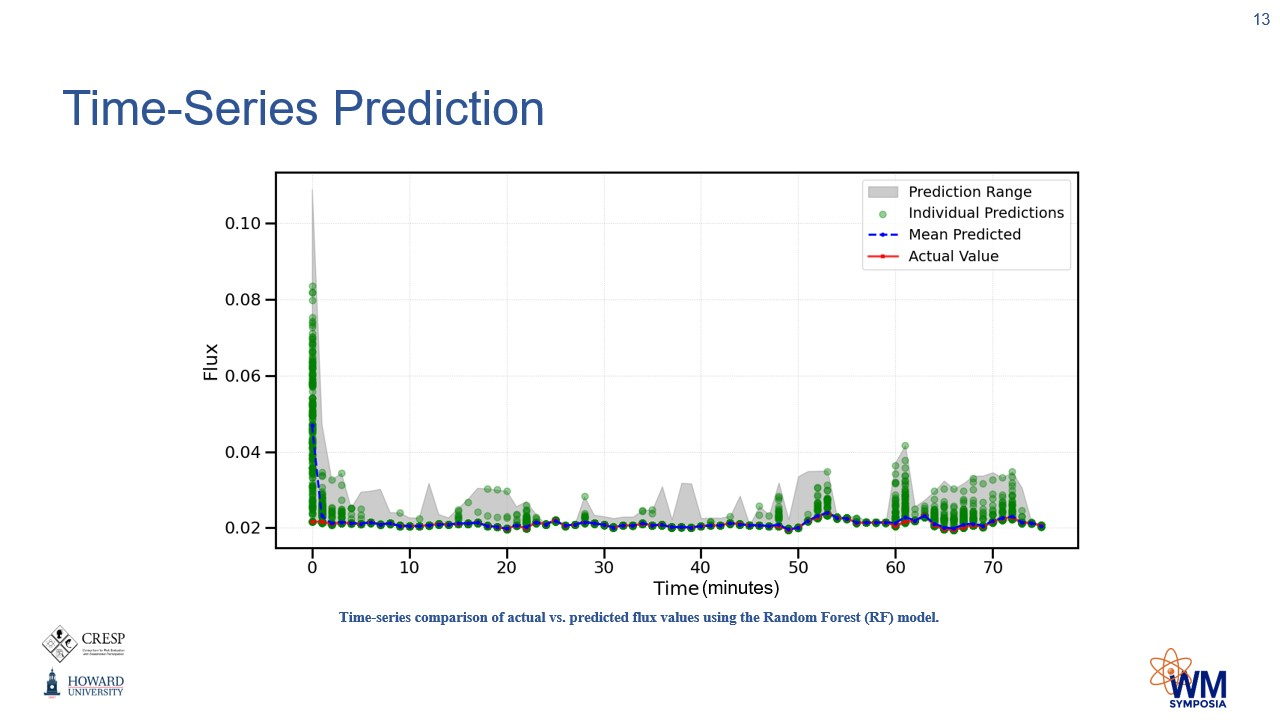 13
Time-Series Prediction
Prediction Range
Individual Predictions
Mean Predicted
Actual Value
Flux
0.10
0.08
0.06
0.04
0.02
0
10
20
30
40
50
60
70
Time (minutes)
Time-series comparison of actual vs. predicted flux values using the Random Forest (RF) model.
CRESP
HOWARD
UNIVERSITY
WM
SYMPOSIA